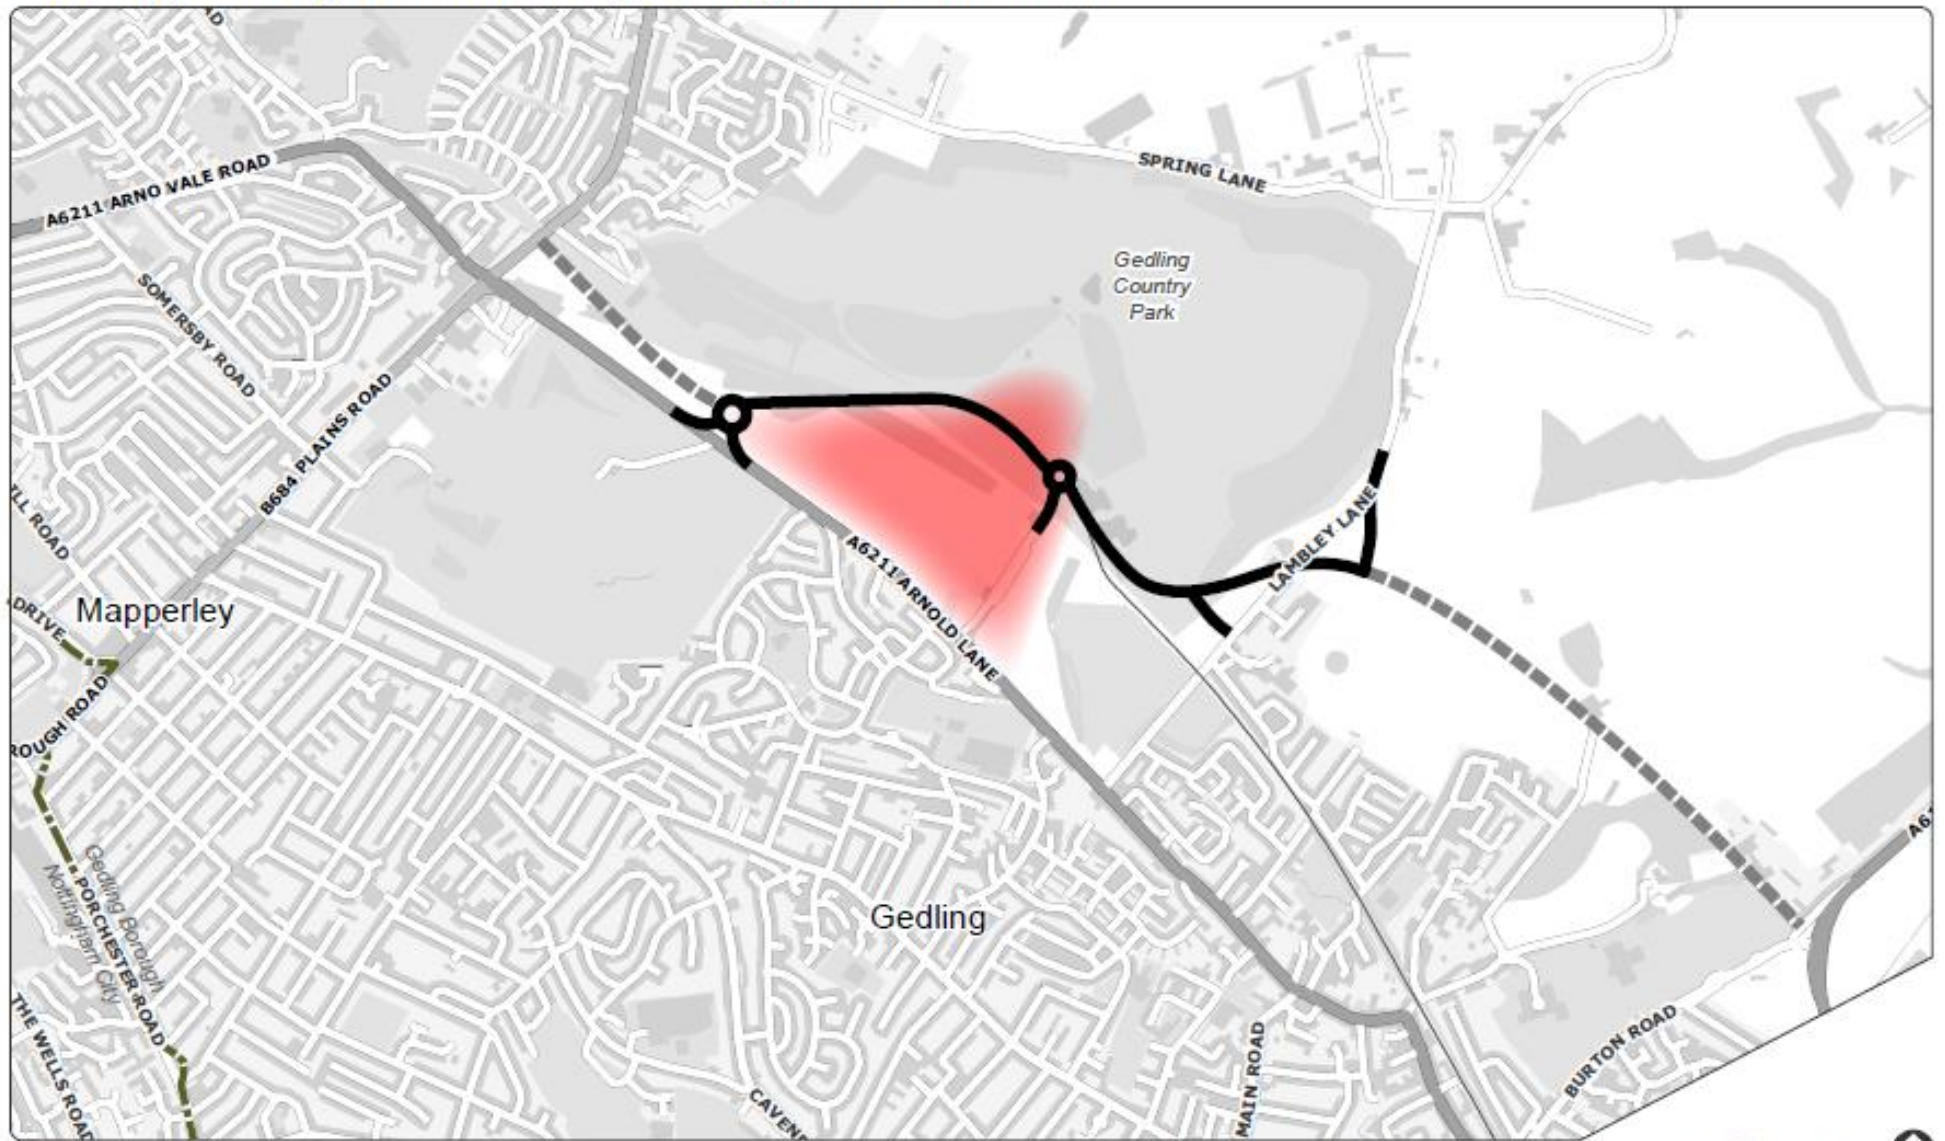 A6211 ARNO VALE ROAD
SPRING LANE
Gedling
Country
Park
SOMERSBY ROAD
B684 PLAINS ROAD
ILL ROAD
DRIVE
Mapperley
ROUGH ROAD
LAMBLEY LANE
A6211 ARNOLD LANE
Gedling Borough
Nottingham City
PORCHESTER ROAD
Gedling
THE WELLS ROAD
CAVEN
MAIN ROAD
BURTON ROAD